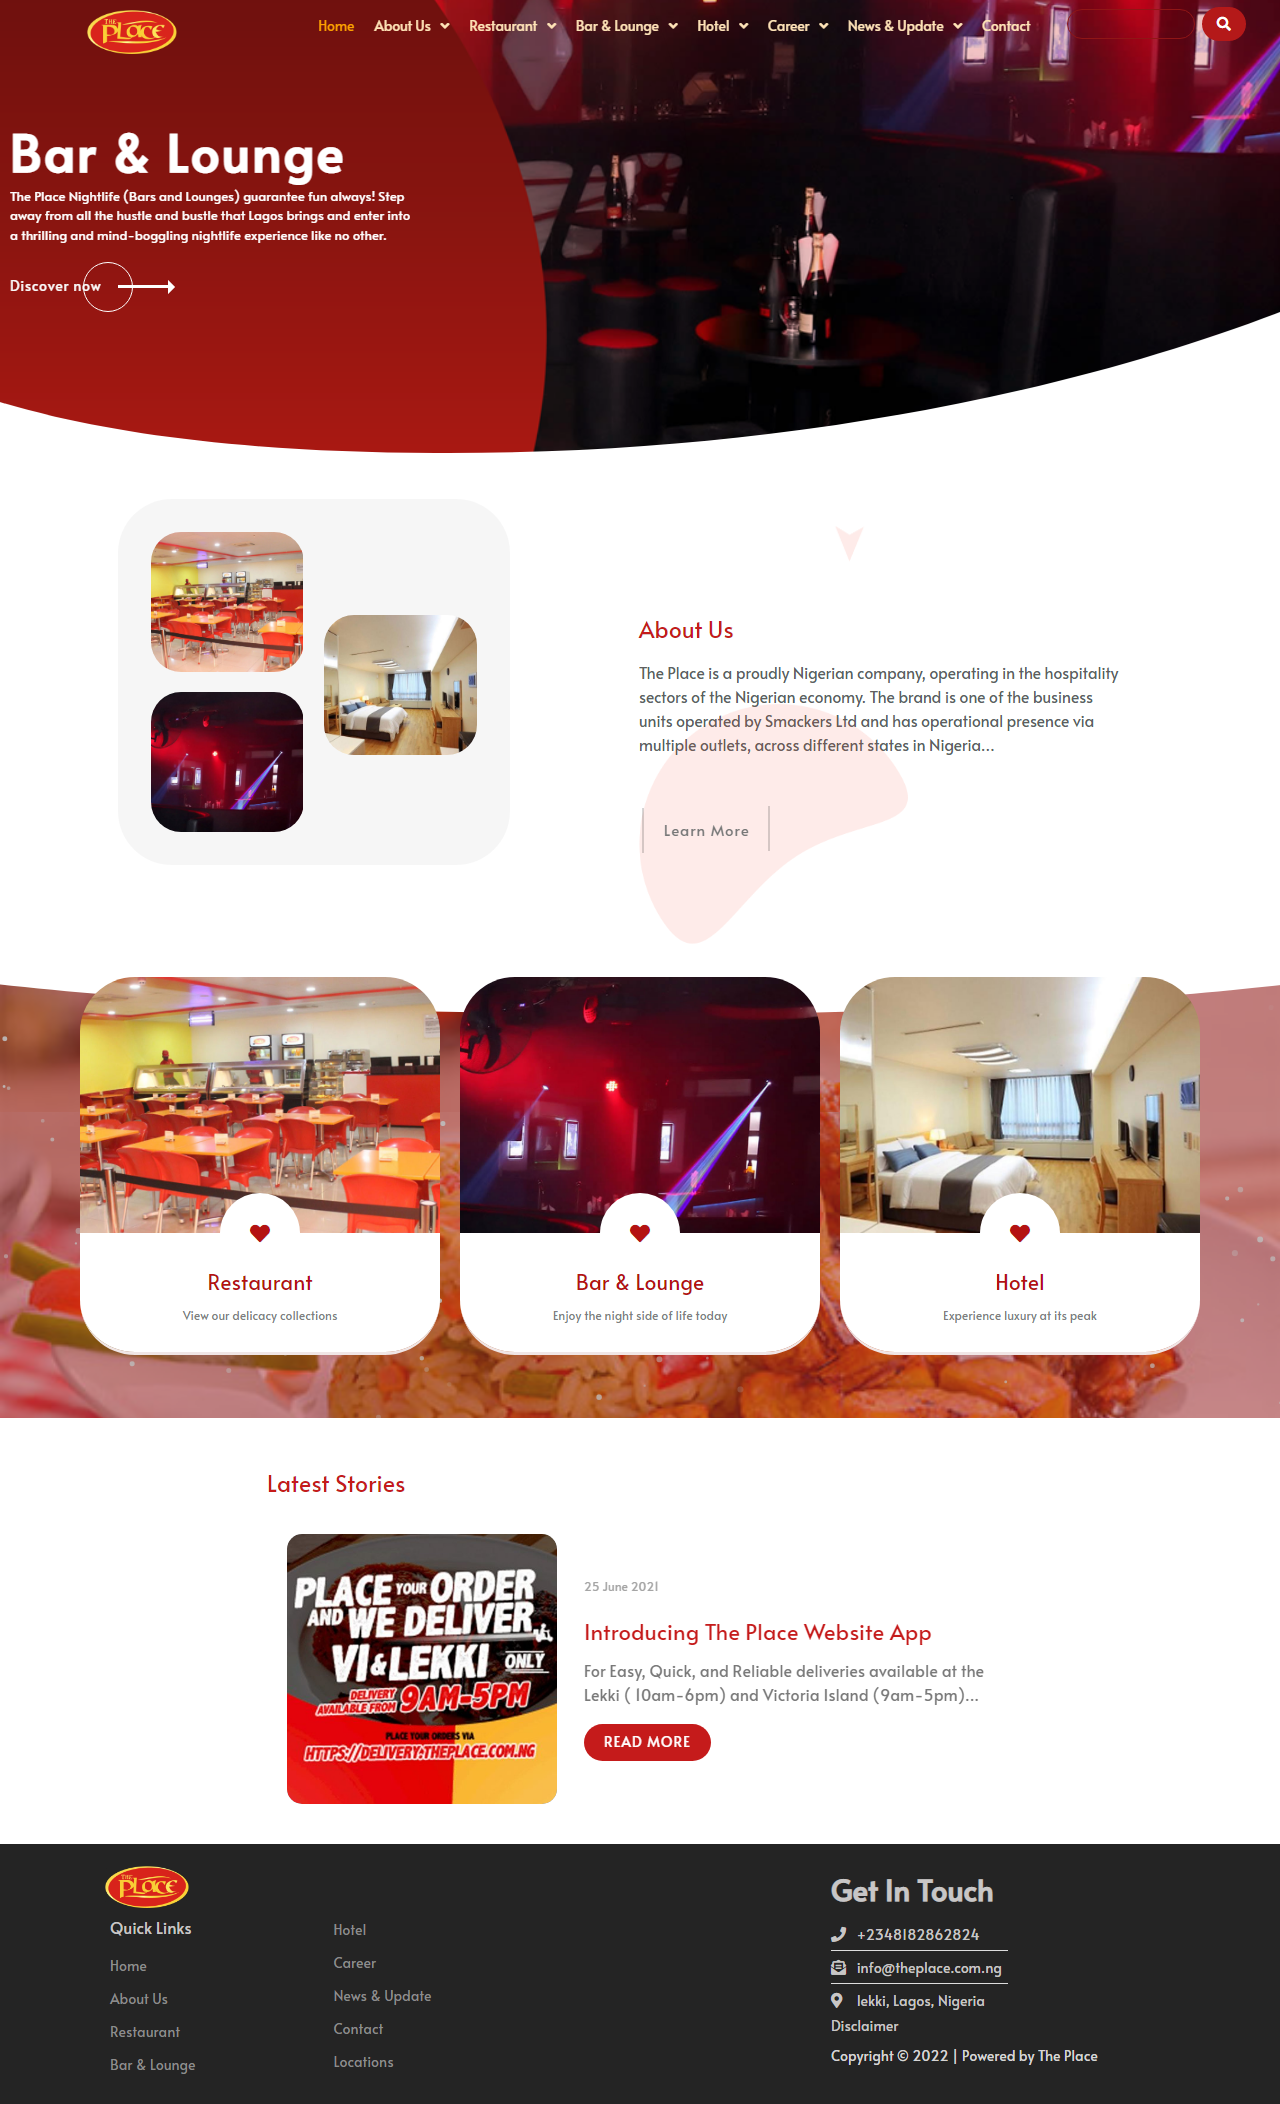 THE PLACE
Home About Us Restaurant Bar & Lounge Hotel Career News & Update Contact
Bar & Lounge
The Place Nightlife (Bars and Lounges) guarantee fun always! Step
away from all the hustle and bustle that Lagos brings and enter into
a thrilling and mind-boggling nightlife experience like no other.
Discover now
About Us
The Place is a proudly Nigerian company, operating in the hospitality
sectors of the Nigerian economy. The brand is one of the business
units operated by Smackers Ltd and has operational presence via
multiple outlets, across different states in Nigeria...
Learn More
Restaurant
View our delicacy collections
Bar & Lounge
Enjoy the night side of life today
Hotel
Experience luxury at its peak
Latest Stories
PLACE YOUR ORDER
AND WE DELIVER
VI & LEKKI ONLY
DELIVERY
AVAILABLE FROM 9AM-5PM
PLACE YOUR ORDERS VIA
HTTPS://DELIVERY.THEPLACE.COM.NG
25 June 2021
Introducing The Place Website App
For Easy, Quick, and Reliable deliveries available at the
Lekki ( 10am-6pm) and Victoria Island (9am-5pm)...
READ MORE
THE PLACE
Quick Links
Home
About Us
Restaurant
Bar & Lounge
Hotel
Career
News & Update
Contact
Locations
Get In Touch
+2348182862824
info@theplace.com.ng
lekki, Lagos, Nigeria
Disclaimer
Copyright © 2022 | Powered by The Place